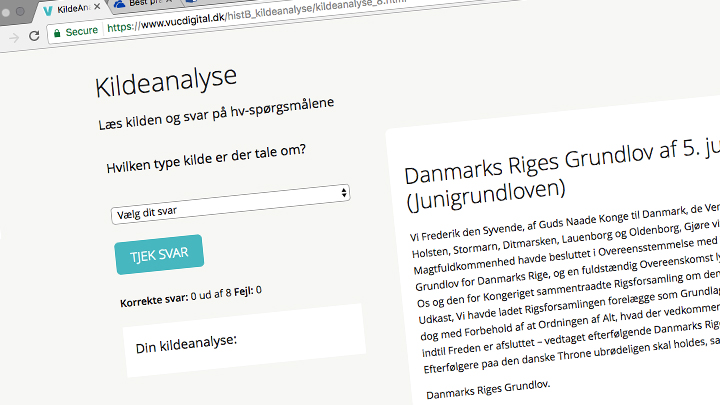 KildeAn
Best pr
Secure https://www.vucdigital.dk/histB_kildeanalyse/kildeanalyse_8.html
Kildeanalyse
Læs kilden og svar på hv-spørgsmålene
Hvilken type kilde er der tale om?
Vælg dit svar
TJEK SVAR
Korrekte svar: 0 ud af 8 Fejl: 0
Din kildeanalyse:
Danmarks Riges Grundlov af 5. ju
(Junigrundloven)
Vi Frederik den Syvende, af Guds Naade Konge til Danmark, de Ven
Holsten, Stormarn, Ditmarsken, Lauenborg og Oldenborg, Gjøre vi
Magtfuldkommenhed havde besluttet i Overeensstemmelse med
Grundlov for Danmarks Rige, og en fuldstændig Overeenskomst ly
Os og den for Kongeriget sammentraadte Rigsforsamling om den
Udkast, Vi havde ladet Rigsforsamlingen forelægge som Grundlag
dog med Forbehold af at Ordningen af Alt, hvad der vedkommer
indtil Freden er afsluttet – vedtaget efterfølgende Danmarks Rige
Efterfølgere paa den danske Throne ubrødeligen skal holdes, sa
Danmarks Riges Grundlov.